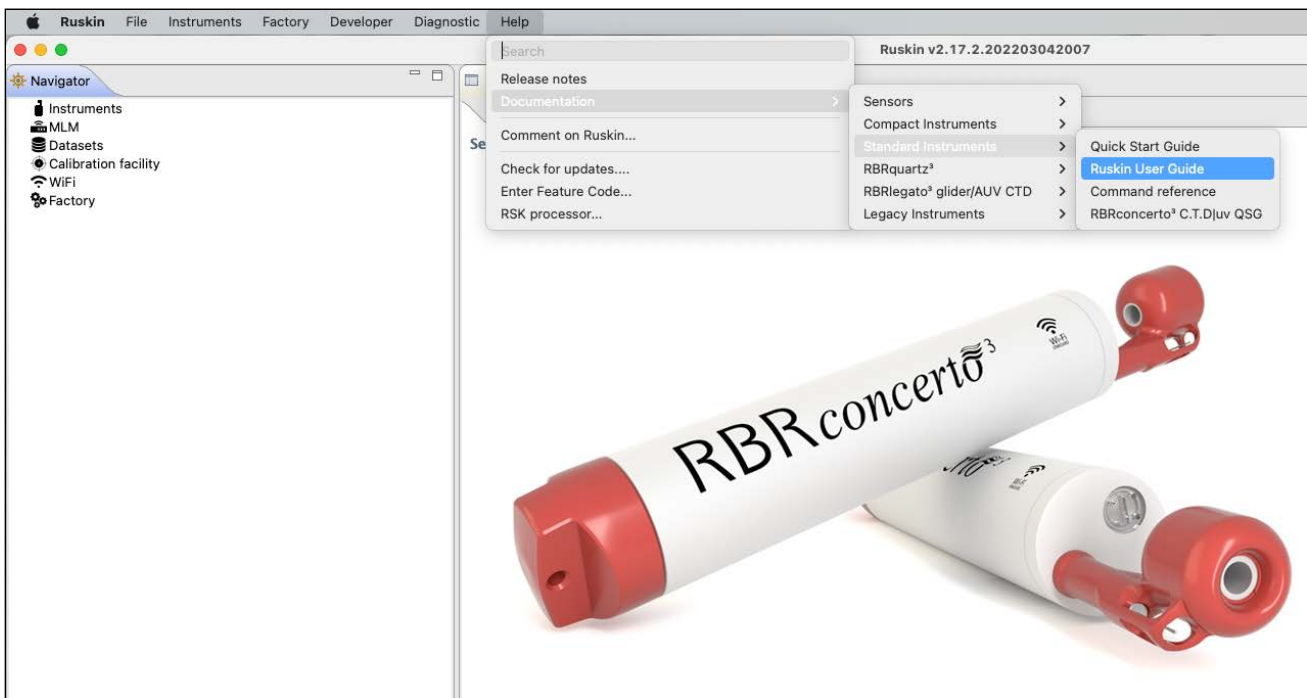 Ruskin File Instruments Factory Developer Diagnostic Help
Ruskin v2.17.2.202203042007
Navigator
Instruments
MLM
Datasets
Calibration facility
WiFi
Factory
Se
Search
Release notes
Documentation
Comment on Ruskin...
Check for updates....
Enter Feature Code...
RSK processor...
Sensors
Compact Instruments
Standard Instruments
RBRquartz³
RBRlegato³ glider/AUV CTD
Legacy Instruments
Quick Start Guide
Ruskin User Guide
Command reference
RBRconcerto³ C.T.D|uv QSG
RBRconcerto³
Wi-Fi